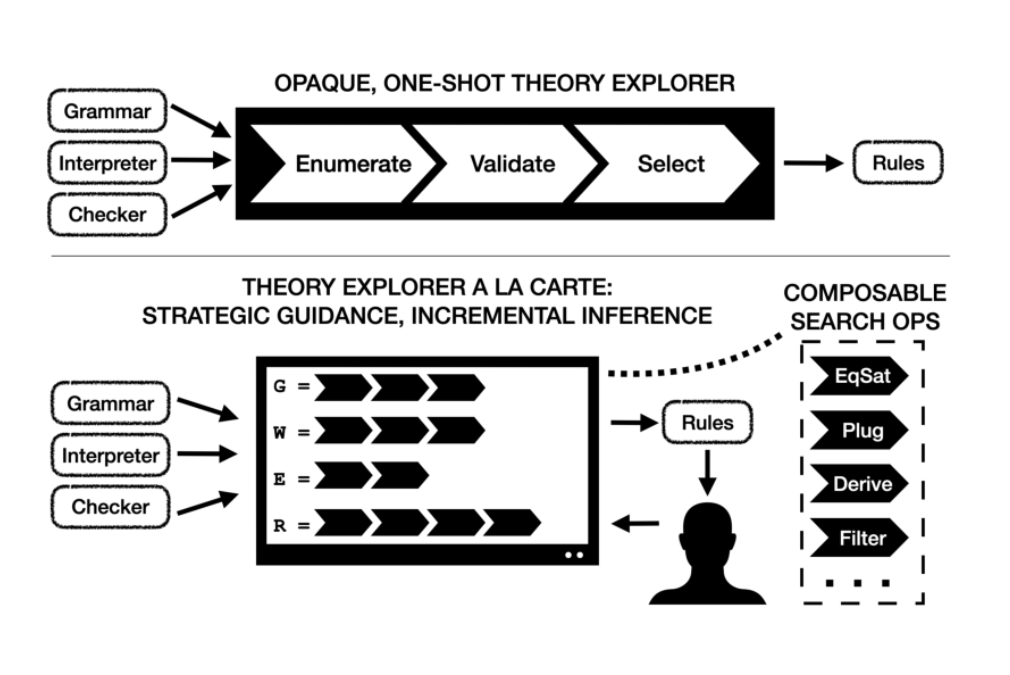 OPAQUE, ONE-SHOT THEORY EXPLORER
Grammar
Interpreter
Checker
Enumerate
Validate
Select
Rules
THEORY EXPLORER A LA CARTE:
STRATEGIC GUIDANCE, INCREMENTAL INFERENCE
COMPOSABLE
SEARCH OPS
Grammar
Interpreter
Checker
G =
W =
E =
R =
Rules
EqSat
Plug
Derive
Filter
. . .